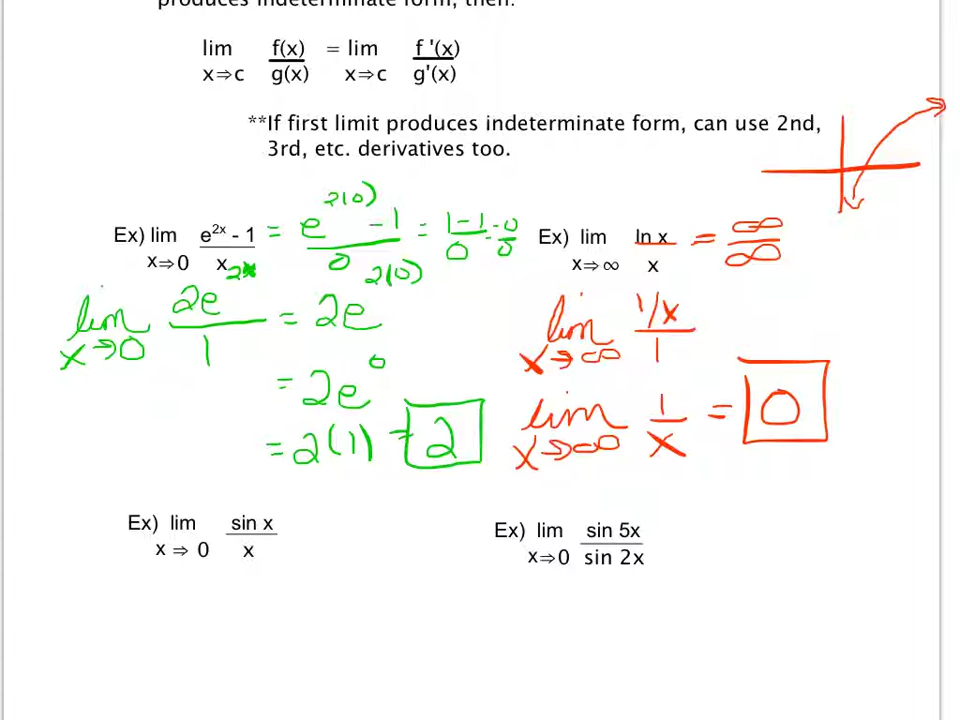 produces indeterminate form, then:
lim f(x) = lim f '(x)
x⇒c g(x) x⇒c g'(x)
**If first limit produces indeterminate form, can use 2nd,
3rd, etc. derivatives too.
Ex) lim e^2x - 1 = e^2(0) - 1 = 1-1 = 0
x⇒0 x 0 0 0
Ex) lim ln x = ∞
x⇒∞ x ∞
lim 2e^2x = 2e^2(0)
x→0 1
= 2e^0
= 2(1) = 2
lim 1/x
x→∞ 1
lim 1 = 0
x→∞ x
Ex) lim sin x
x ⇒ 0 x
Ex) lim sin 5x
x⇒0 sin 2x